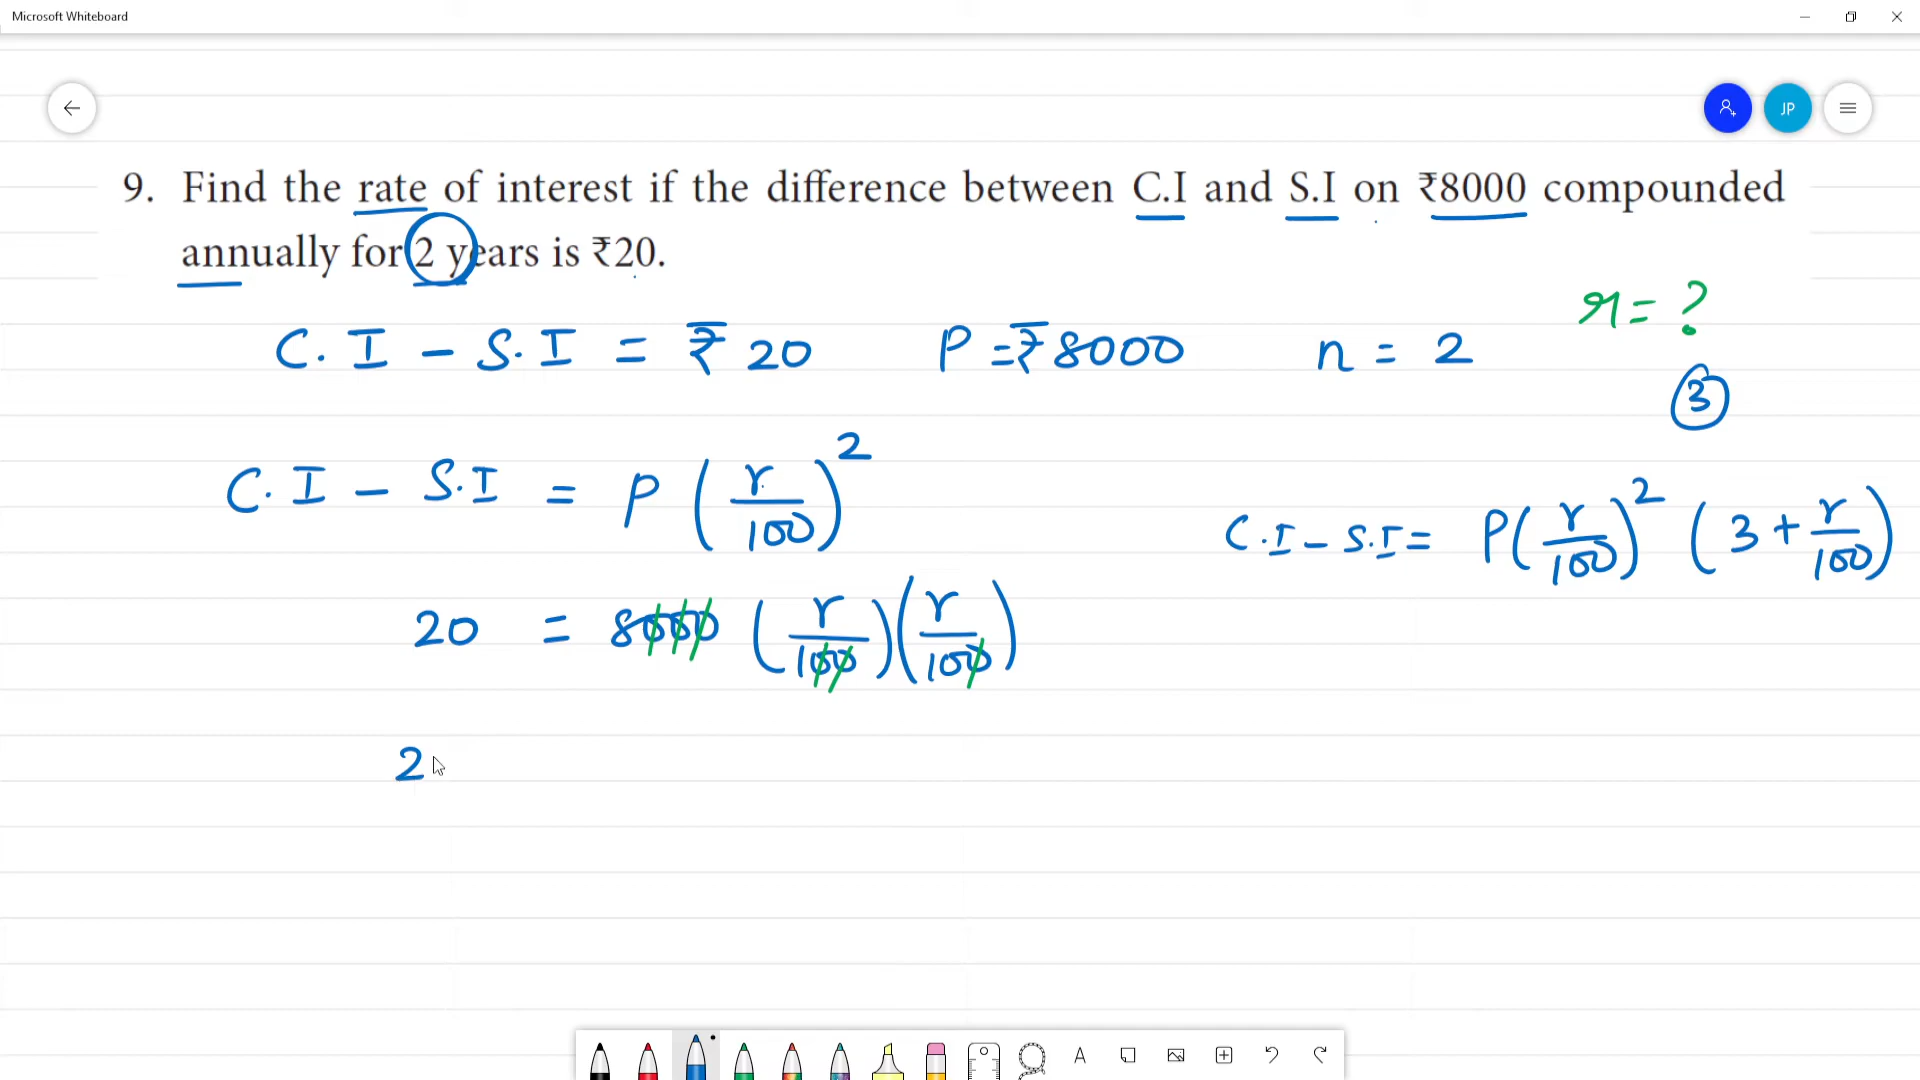 Microsoft Whiteboard
JP
9. Find the rate of interest if the difference between C.I and S.I on ₹8000 compounded
annually for 2 years is ₹20.
r = ?
C.I - S.I = ₹ 20 P = ₹8000 n = 2
3
C.I - S.I = P (r/100)^2
C.I - S.I = P(r/100)^2 (3 + r/100)
20 = 8000 (r/100)(r/100)
2
A